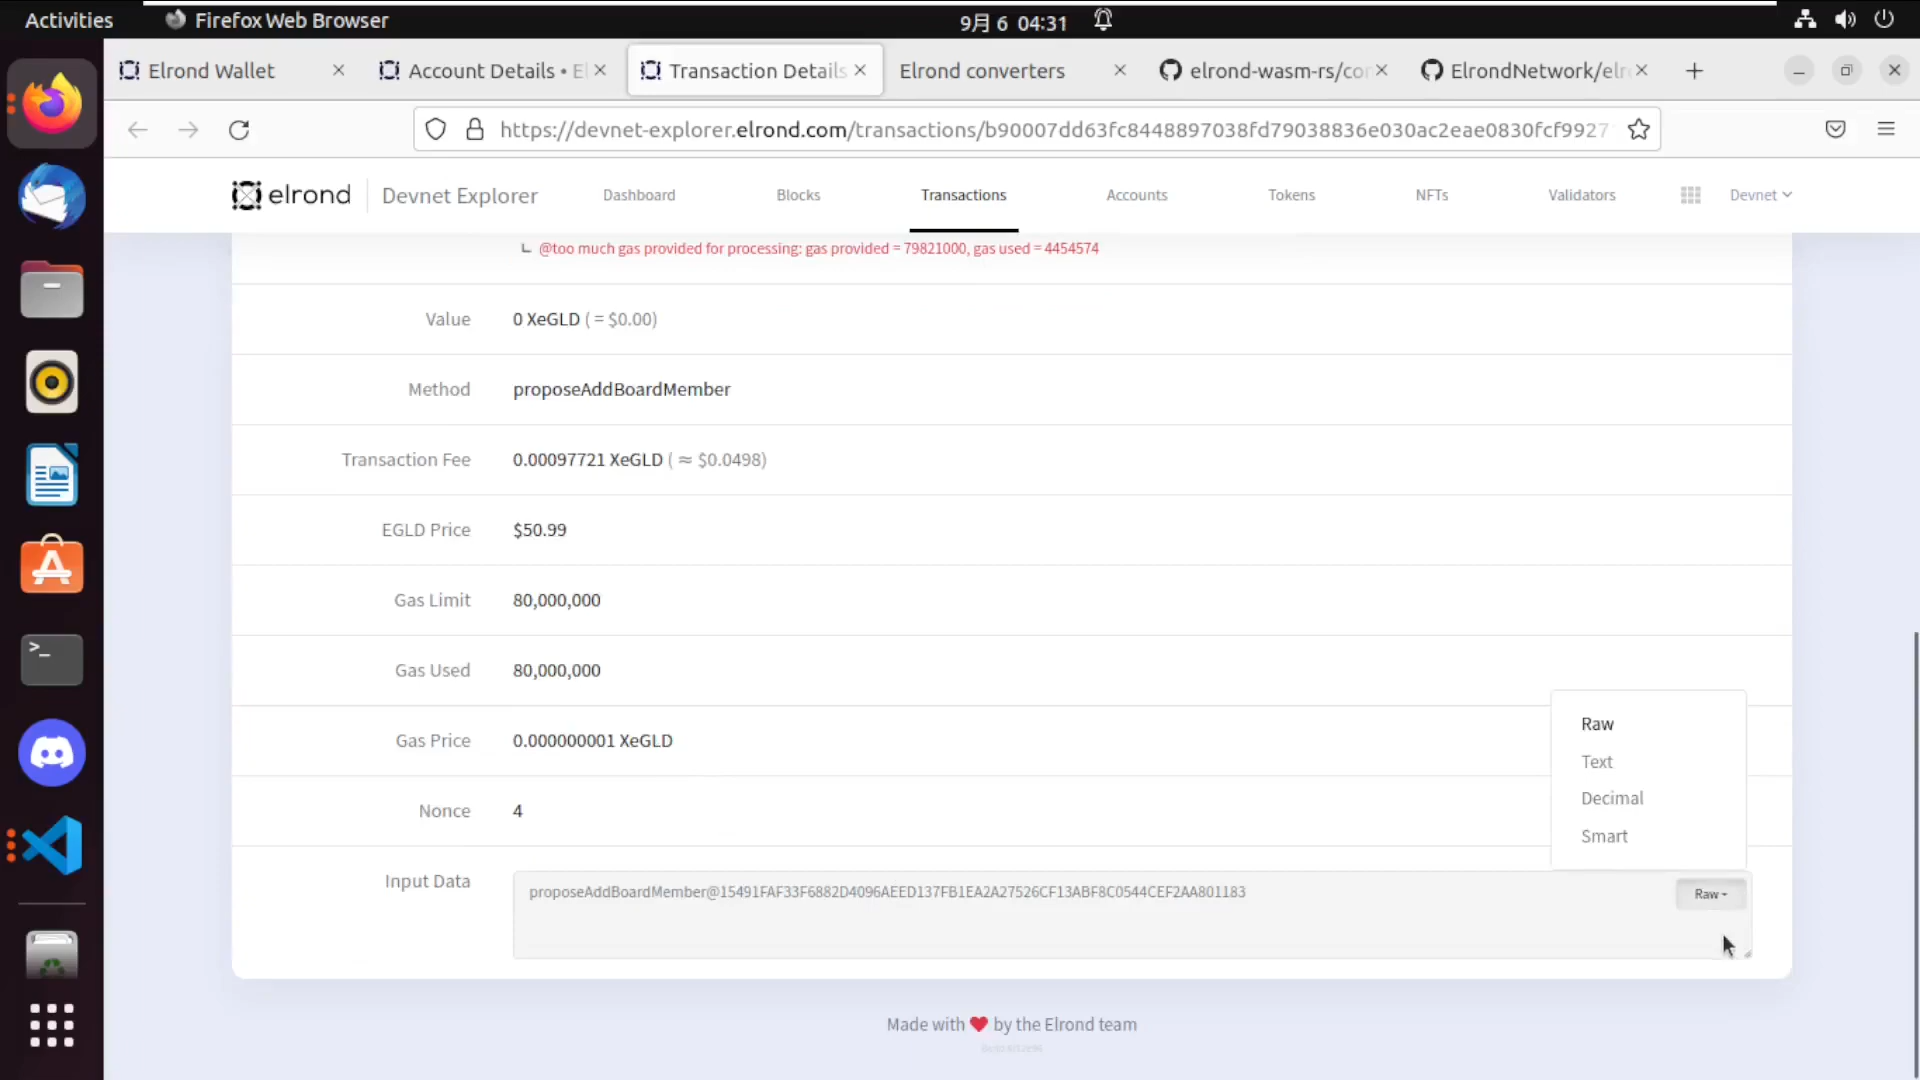 Activities
Firefox Web Browser
9月 6 04:31
Elrond Wallet
Account Details • El
Transaction Details
Elrond converters
elrond-wasm-rs/cor
ElrondNetwork/elr
https://devnet-explorer.elrond.com/transactions/b90007dd63fc8448897038fd79038836e030ac2eae0830fcf9927
elrond
Devnet Explorer
Dashboard
Blocks
Transactions
Accounts
Tokens
NFTs
Validators
Devnet
@too much gas provided for processing: gas provided = 79821000, gas used = 4454574
Value 0 XeGLD ( = $0.00)
Method proposeAddBoardMember
Transaction Fee 0.00097721 XeGLD ( ≈ $0.0498)
EGLD Price $50.99
Gas Limit 80,000,000
Gas Used 80,000,000
Gas Price 0.000000001 XeGLD
Nonce 4
Raw
Text
Decimal
Smart
Input Data proposeAddBoardMember@15491FAF33F6882D4096AEED137FB1EA2A27526CF13ABF8C0544CEF2AA801183
Raw
Made with ❤ by the Elrond team